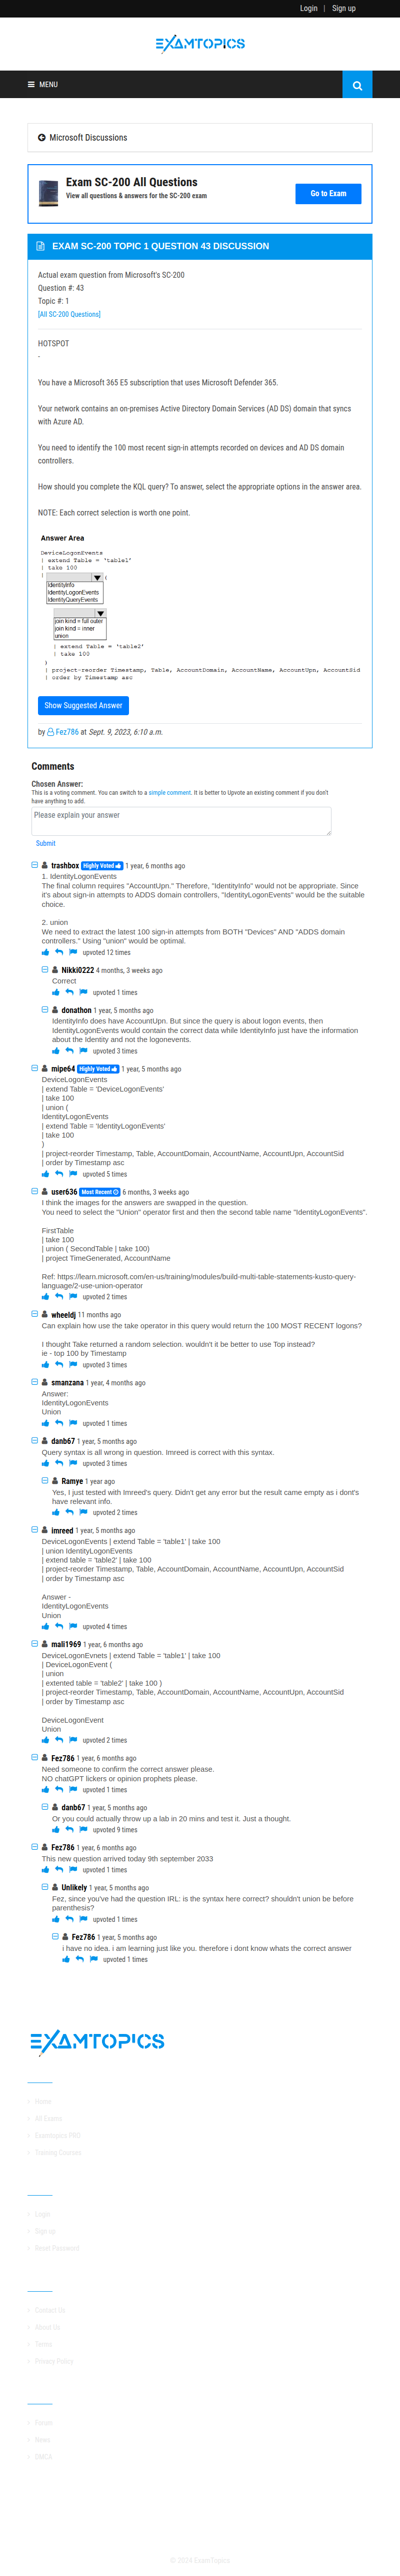 Login | Sign up
EXAMTOPICS
MENU
Microsoft Discussions
Exam SC-200 All Questions
View all questions & answers for the SC-200 exam
Go to Exam
EXAM SC-200 TOPIC 1 QUESTION 43 DISCUSSION
Actual exam question from Microsoft's SC-200
Question #: 43
Topic #: 1
[All SC-200 Questions]
HOTSPOT
-
You have a Microsoft 365 E5 subscription that uses Microsoft Defender 365.
Your network contains an on-premises Active Directory Domain Services (AD DS) domain that syncs
with Azure AD.
You need to identify the 100 most recent sign-in attempts recorded on devices and AD DS domain
controllers.
How should you complete the KQL query? To answer, select the appropriate options in the answer area.
NOTE: Each correct selection is worth one point.
Answer Area
DeviceLogonEvents
| extend Table = 'table1'
| take 100
| (
IdentityInfo
IdentityLogonEvents
IdentityQueryEvents
join kind = full outer
join kind = inner
union
| extend Table = 'table2'
| take 100
)
| project-reorder Timestamp, Table, AccountDomain, AccountName, AccountUpn, AccountSid
| order by Timestamp asc
Show Suggested Answer
by Fez786 at Sept. 9, 2023, 6:10 a.m.
Comments
Chosen Answer:
This is a voting comment. You can switch to a simple comment. It is better to Upvote an existing comment if you don't
have anything to add.
Please explain your answer
Submit
trashbox Highly Voted 1 year, 6 months ago
1. IdentityLogonEvents
The final column requires "AccountUpn." Therefore, "IdentityInfo" would not be appropriate. Since
it's about sign-in attempts to ADDS domain controllers, "IdentityLogonEvents" would be the suitable
choice.
2. union
We need to extract the latest 100 sign-in attempts from BOTH "Devices" AND "ADDS domain
controllers." Using "union" would be optimal.
upvoted 12 times
Nikki0222 4 months, 3 weeks ago
Correct
upvoted 1 times
donathon 1 year, 5 months ago
IdentityInfo does have AccountUpn. But since the query is about logon events, then
IdentityLogonEvents would contain the correct data while IdentityInfo just have the information
about the Identity and not the logonevents.
upvoted 3 times
mipe64 Highly Voted 1 year, 5 months ago
DeviceLogonEvents
| extend Table = 'DeviceLogonEvents'
| take 100
| union (
IdentityLogonEvents
| extend Table = 'IdentityLogonEvents'
| take 100
)
| project-reorder Timestamp, Table, AccountDomain, AccountName, AccountUpn, AccountSid
| order by Timestamp asc
upvoted 5 times
user636 Most Recent 6 months, 3 weeks ago
I think the images for the answers are swapped in the question.
You need to select the "Union" operator first and then the second table name "IdentityLogonEvents".
FirstTable
| take 100
| union ( SecondTable | take 100)
| project TimeGenerated, AccountName
Ref: https://learn.microsoft.com/en-us/training/modules/build-multi-table-statements-kusto-query-
language/2-use-union-operator
upvoted 2 times
wheeldj 11 months ago
Can explain how use the take operator in this query would return the 100 MOST RECENT logons?
I thought Take returned a random selection. wouldn't it be better to use Top instead?
ie - top 100 by Timestamp
upvoted 3 times
smanzana 1 year, 4 months ago
Answer:
IdentityLogonEvents
Union
upvoted 1 times
danb67 1 year, 5 months ago
Query syntax is all wrong in question. Imreed is correct with this syntax.
upvoted 3 times
Ramye 1 year ago
Yes, I just tested with Imreed's query. Didn't get any error but the result came empty as i dont's
have relevant info.
upvoted 2 times
imreed 1 year, 5 months ago
DeviceLogonEvents | extend Table = 'table1' | take 100
| union IdentityLogonEvents
| extend table = 'table2' | take 100
| project-reorder Timestamp, Table, AccountDomain, AccountName, AccountUpn, AccountSid
| order by Timestamp asc
Answer -
IdentityLogonEvents
Union
upvoted 4 times
mali1969 1 year, 6 months ago
DeviceLogonEvnets | extend Table = 'table1' | take 100
| DeviceLogonEvent (
| union
| extented table = 'table2' | take 100 )
| project-reorder Timestamp, Table, AccountDomain, AccountName, AccountUpn, AccountSid
| order by Timestamp asc
DeviceLogonEvent
Union
upvoted 2 times
Fez786 1 year, 6 months ago
Need someone to confirm the correct answer please.
NO chatGPT lickers or opinion prophets please.
upvoted 1 times
danb67 1 year, 5 months ago
Or you could actually throw up a lab in 20 mins and test it. Just a thought.
upvoted 9 times
Fez786 1 year, 6 months ago
This new question arrived today 9th september 2033
upvoted 1 times
Unlikely 1 year, 5 months ago
Fez, since you've had the question IRL: is the syntax here correct? shouldn't union be before
parenthesis?
upvoted 1 times
Fez786 1 year, 5 months ago
i have no idea. i am learning just like you. therefore i dont know whats the correct answer
upvoted 1 times
EXAMTOPICS
Home
All Exams
Examtopics PRO
Training Courses
Login
Sign up
Reset Password
Contact Us
About Us
Terms
Privacy Policy
Forum
News
DMCA
© 2024 ExamTopics